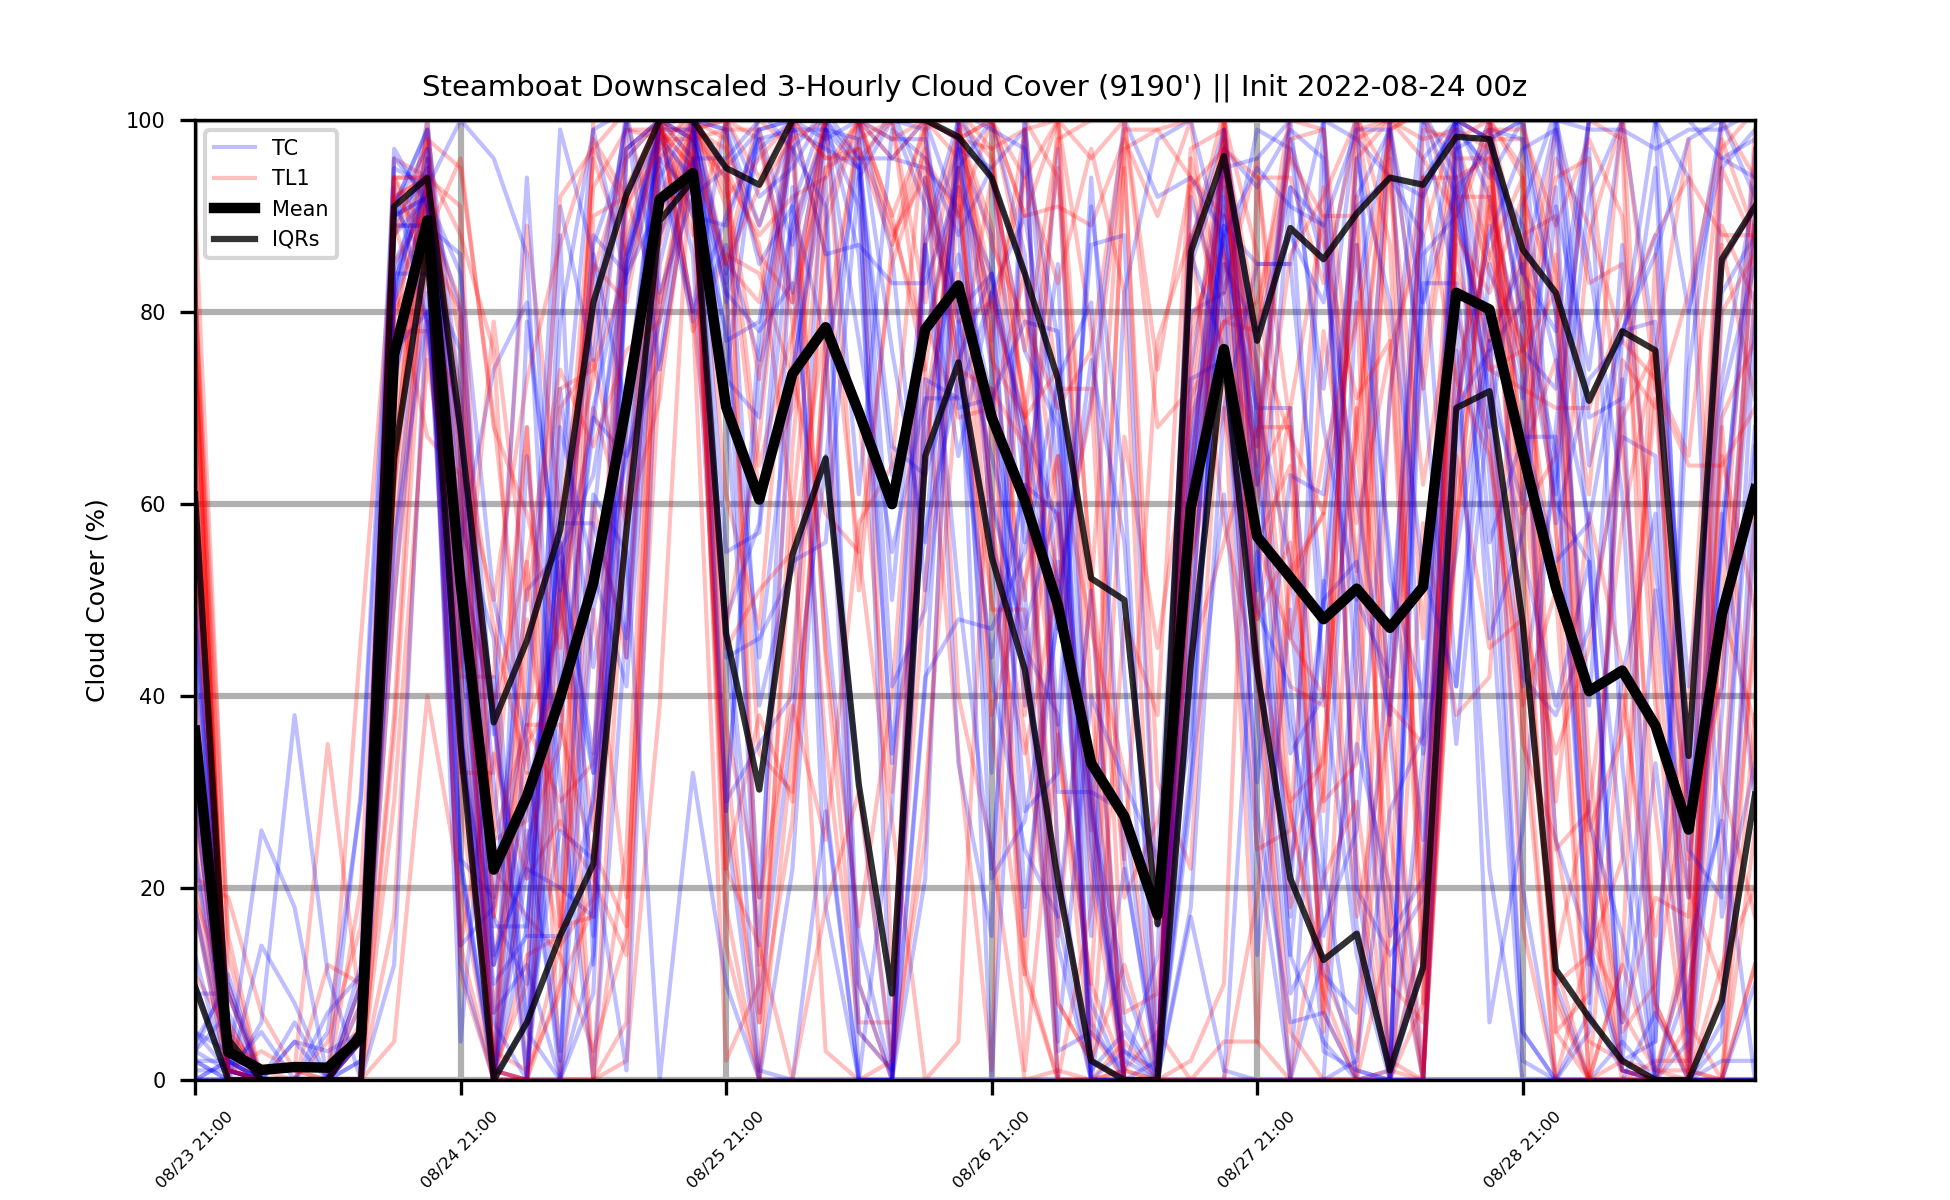 Steamboat Downscaled 3-Hourly Cloud Cover (9190') || Init 2022-08-24 00z
Cloud Cover (%)
100
80
60
40
20
0
TC
TL1
Mean
IQRs
08/23 21:00
08/24 21:00
08/25 21:00
08/26 21:00
08/27 21:00
08/28 21:00